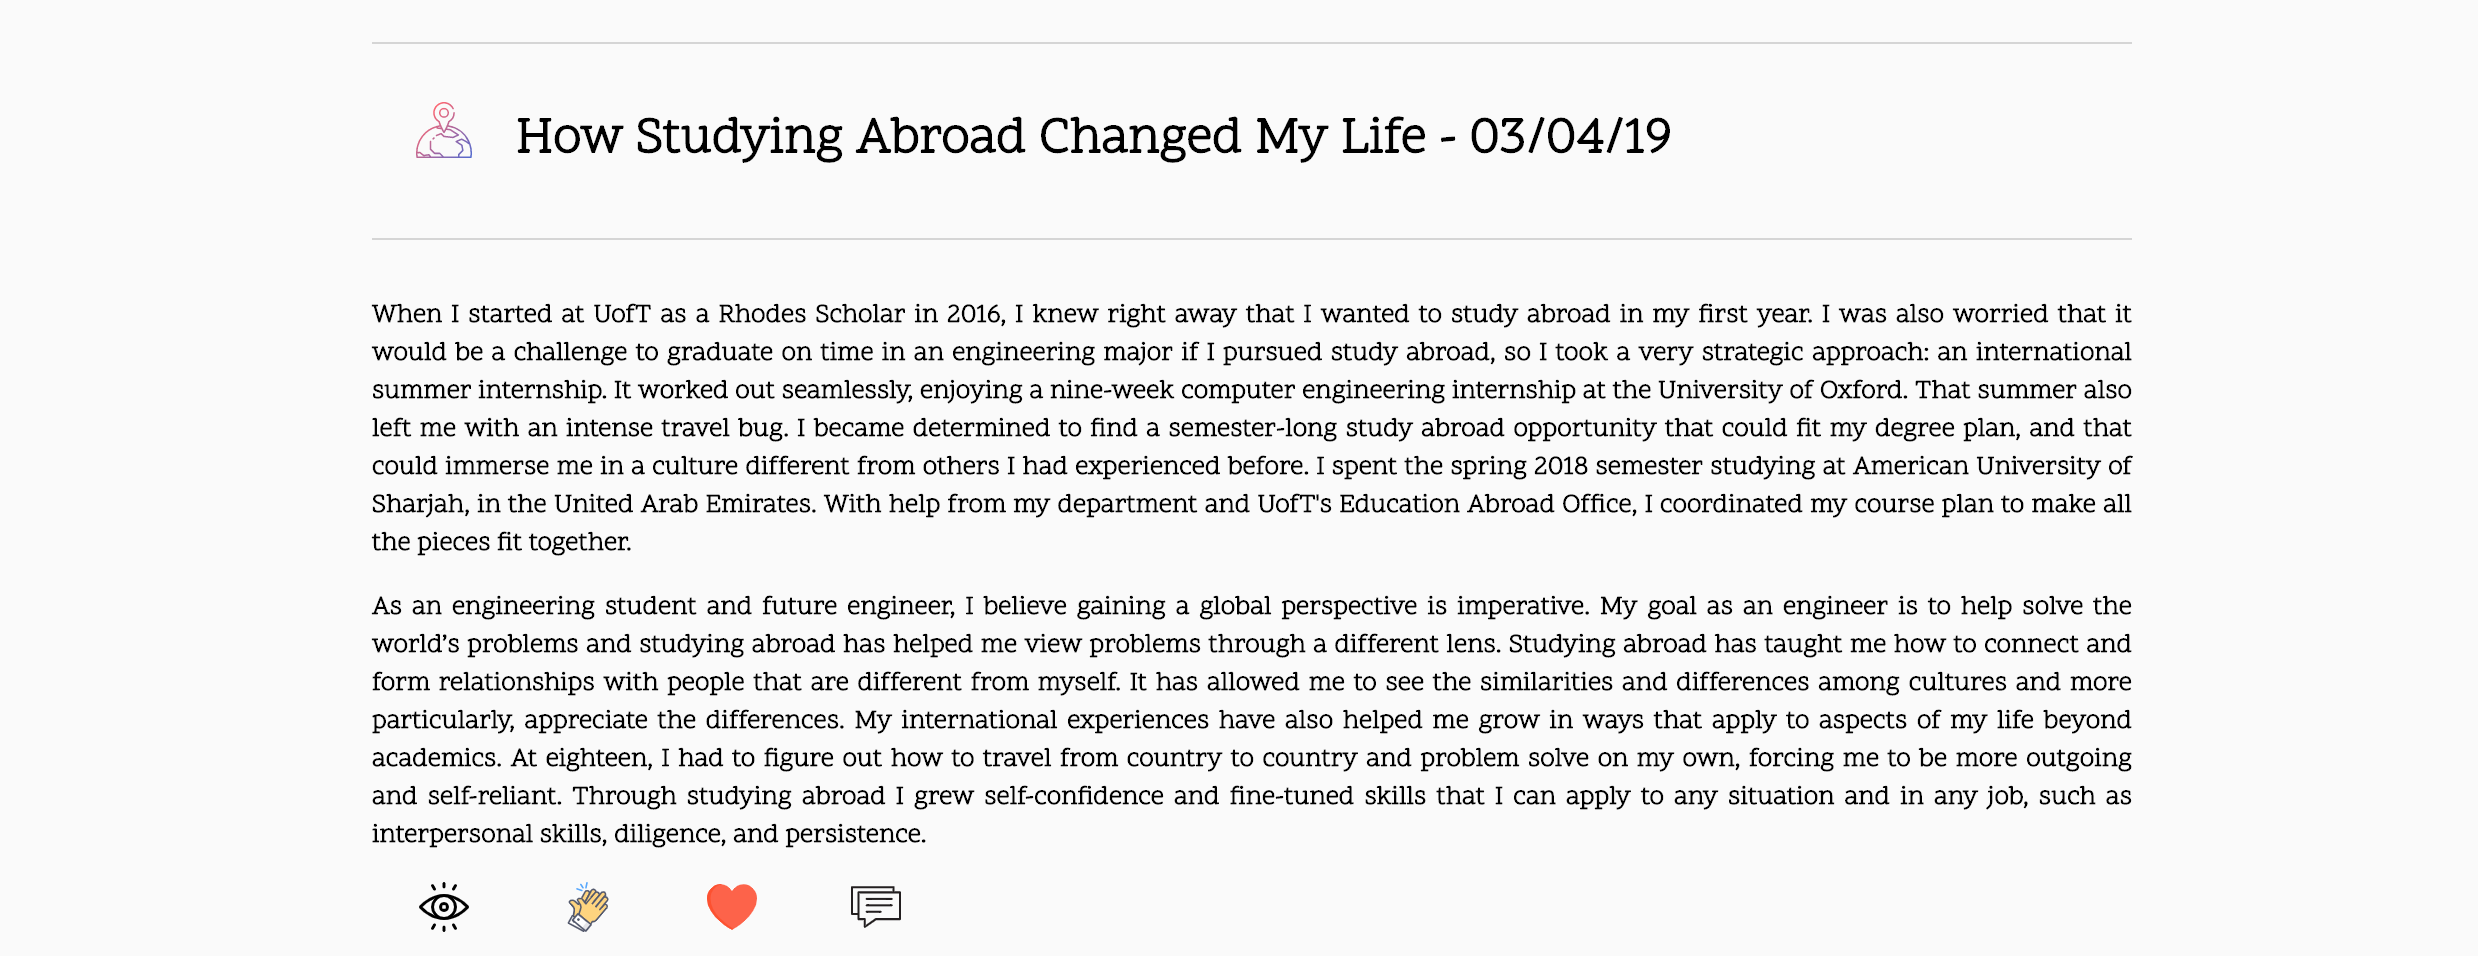 How Studying Abroad Changed My Life - 03/04/19
When I started at UofT as a Rhodes Scholar in 2016, I knew right away that I wanted to study abroad in my first year. I was also worried that it
would be a challenge to graduate on time in an engineering major if I pursued study abroad, so I took a very strategic approach: an international
summer internship. It worked out seamlessly, enjoying a nine-week computer engineering internship at the University of Oxford. That summer also
left me with an intense travel bug. I became determined to find a semester-long study abroad opportunity that could fit my degree plan, and that
could immerse me in a culture different from others I had experienced before. I spent the spring 2018 semester studying at American University of
Sharjah, in the United Arab Emirates. With help from my department and UofT's Education Abroad Office, I coordinated my course plan to make all
the pieces fit together.
As an engineering student and future engineer, I believe gaining a global perspective is imperative. My goal as an engineer is to help solve the
world’s problems and studying abroad has helped me view problems through a different lens. Studying abroad has taught me how to connect and
form relationships with people that are different from myself. It has allowed me to see the similarities and differences among cultures and more
particularly, appreciate the differences. My international experiences have also helped me grow in ways that apply to aspects of my life beyond
academics. At eighteen, I had to figure out how to travel from country to country and problem solve on my own, forcing me to be more outgoing
and self-reliant. Through studying abroad I grew self-confidence and fine-tuned skills that I can apply to any situation and in any job, such as
interpersonal skills, diligence, and persistence.